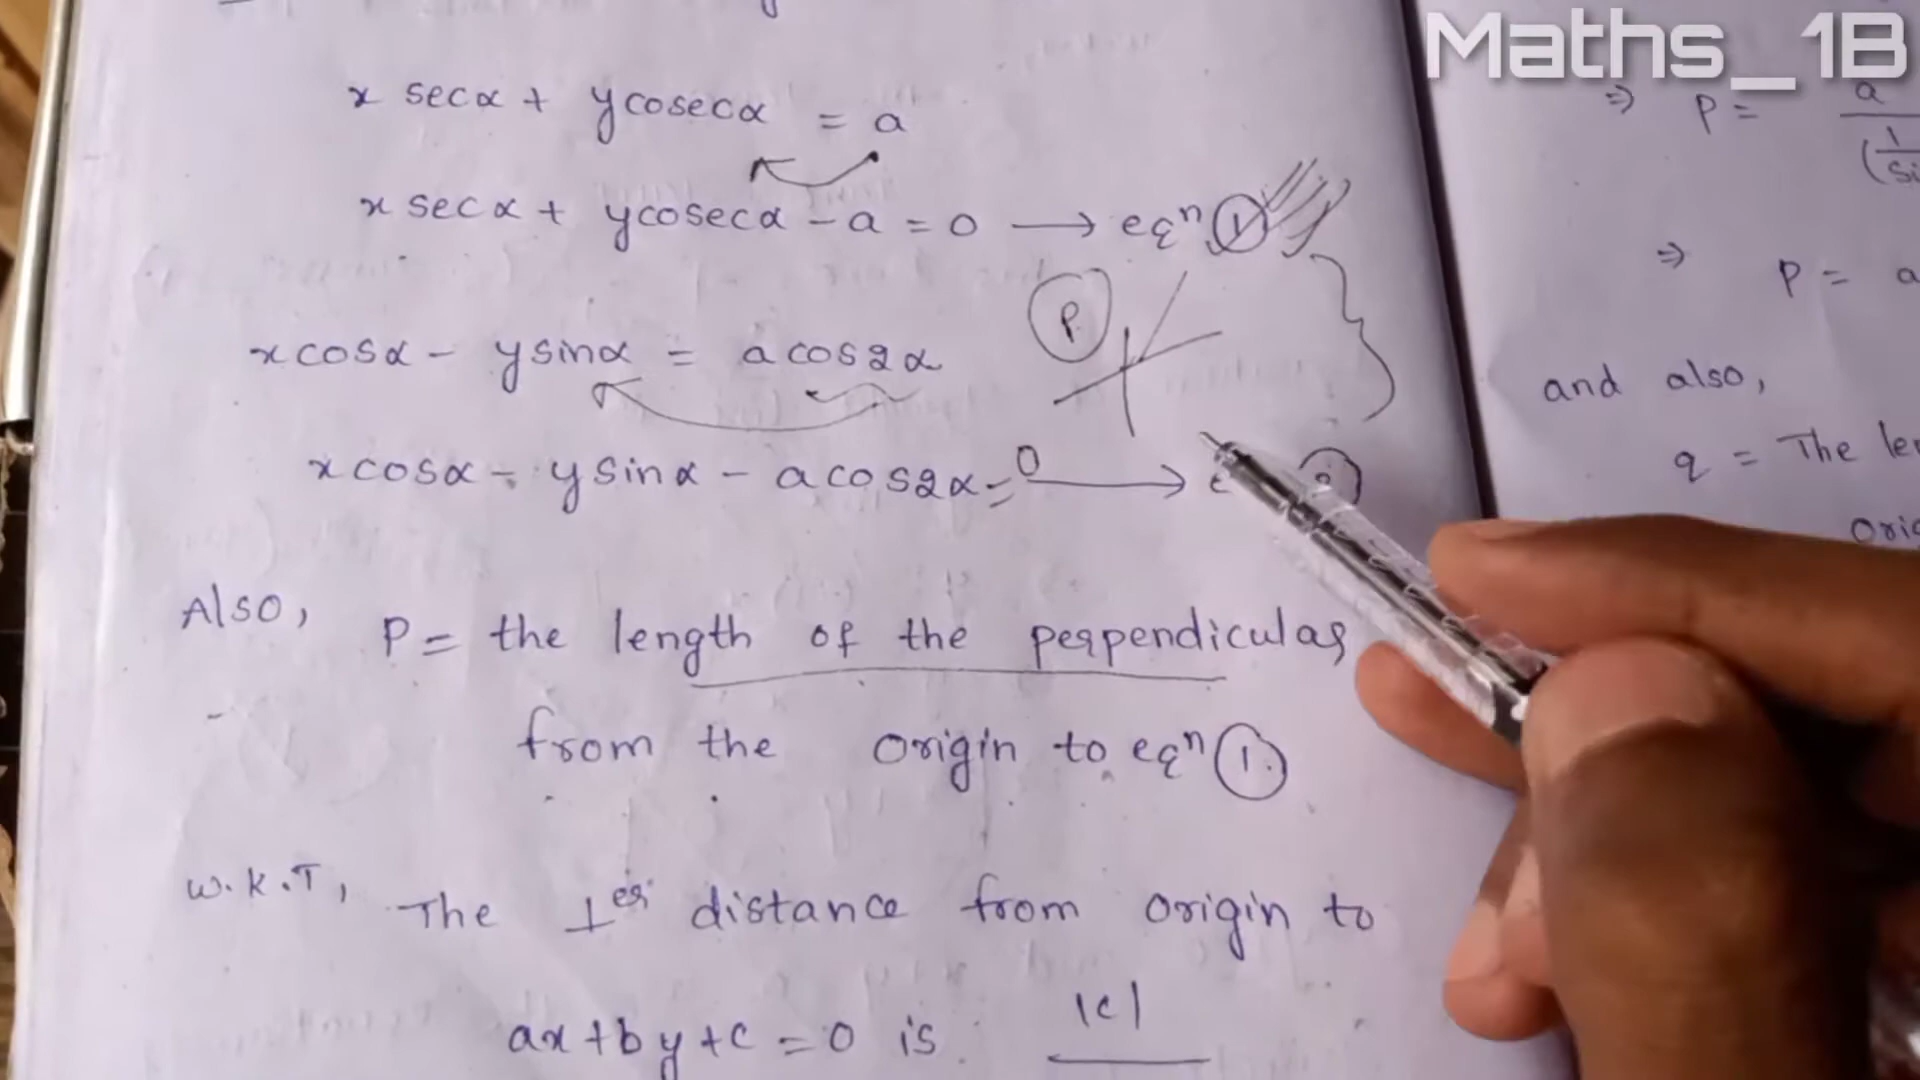 Maths_1B
x secα + y cosecα = a
x secα + y cosecα - a = 0 → eqⁿ ①
P
x cosα - y sinα = a cos2α
x cosα - y sinα - a cos2α = 0 →
Also, P = the length of the perpendicular
from the origin to eqⁿ ①.
W.K.T, The ⊥er distance from origin to
ax + by + c = 0 is |c|
⇒ P = a
⇒ P = a
and also,
q = The